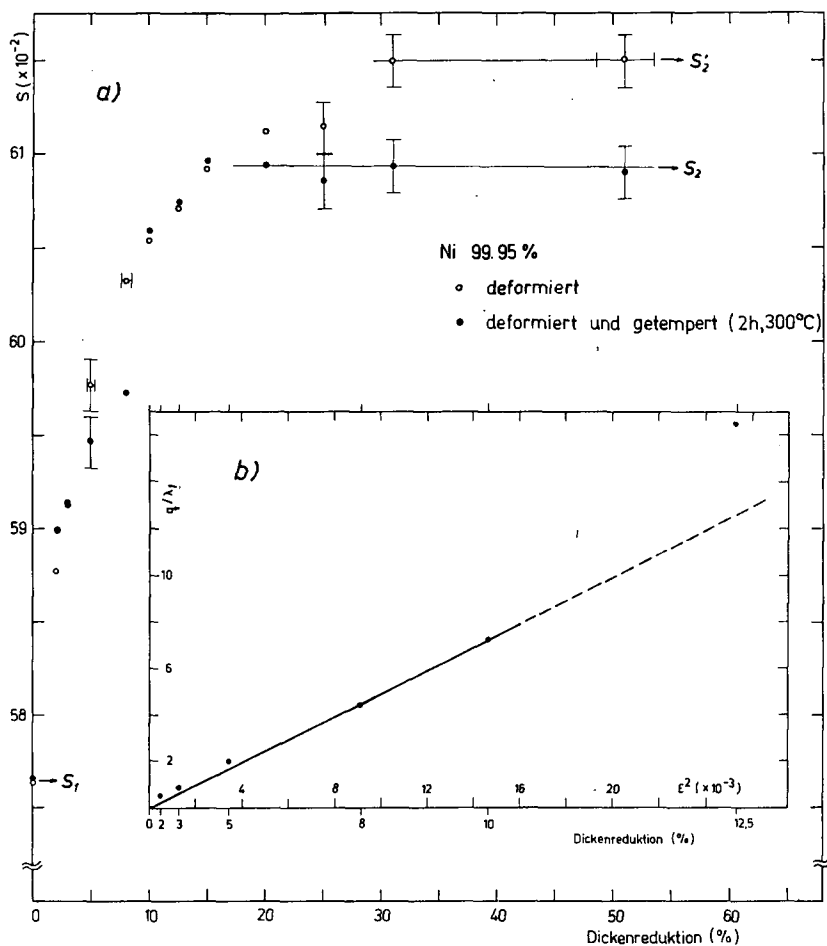 S (×10⁻²)
a)
S₂'
61
S₂
Ni 99.95 %
○ deformiert
● deformiert und getempert (2h, 300°C)
60
b)
q/λ₁
59
10
6
58
2
S₁
4 8 12 16 20 ε² (×10⁻³)
0 2 3 5 8 10 12,5
Dickenreduktion (%)
0 10 20 30 40 50 60
Dickenreduktion (%)